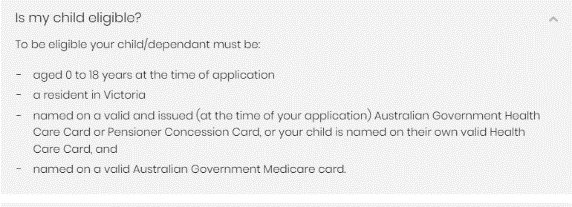 Is my child eligible?
To be eligible your child/dependant must be:
- aged 0 to 18 years at the time of application
- a resident in Victoria
- named on a valid and issued (at the time of your application) Australian Government Health
Care Card or Pensioner Concession Card, or your child is named on their own valid Health
Care Card, and
- named on a valid Australian Government Medicare card.